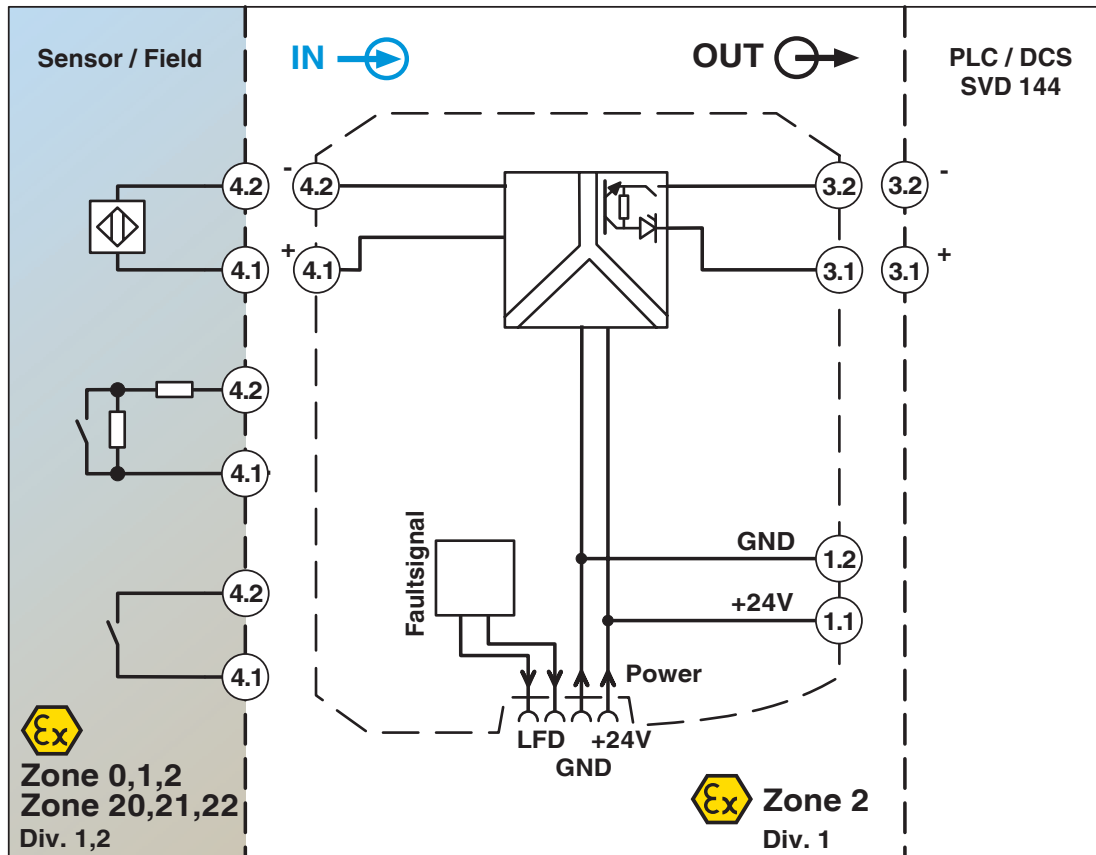 Sensor / Field
IN
OUT
PLC / DCS
SVD 144
4.2
-
4.2
3.2
3.2
-
4.1
+
4.1
3.1
3.1
+
4.2
4.1
4.2
4.1
Faultsignal
GND
1.2
+24V
1.1
Power
LFD
+24V
GND
Ex
Zone 0,1,2
Zone 20,21,22
Div. 1,2
Ex
Zone 2
Div. 1